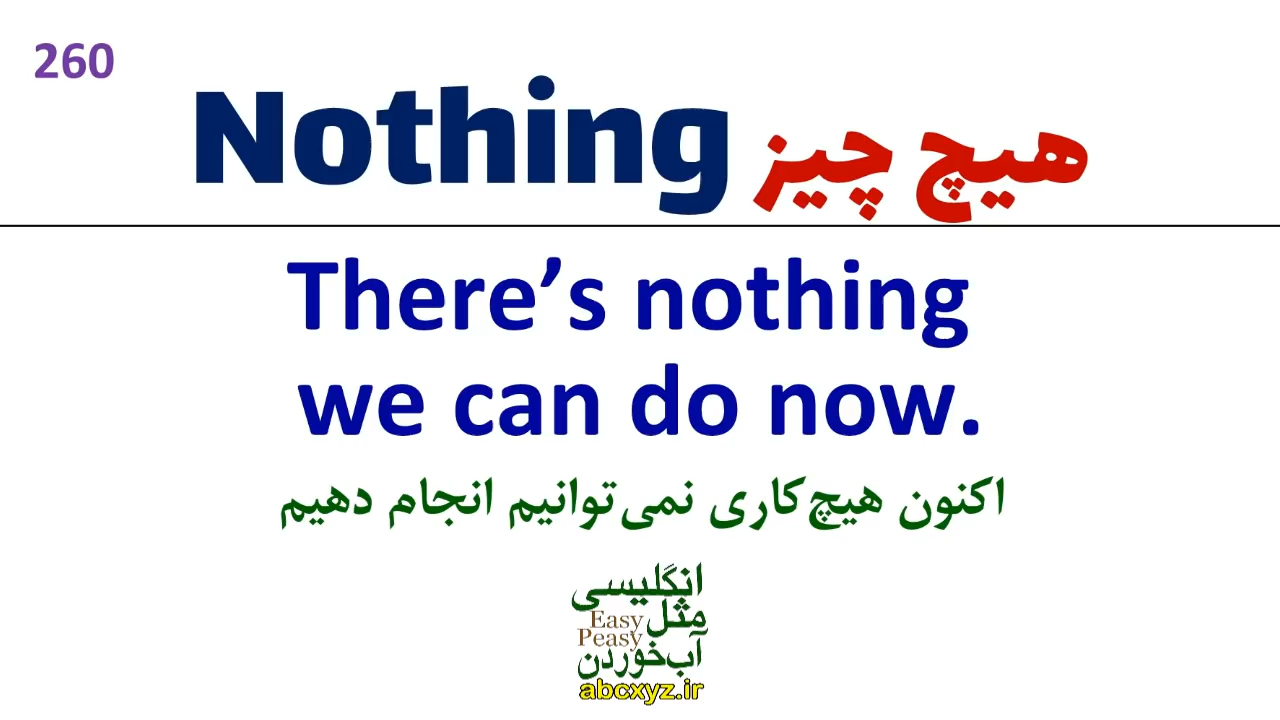 260
Nothing هیچ چیز
There’s nothing
we can do now.
اکنون هیچ‌کاری نمی‌توانیم انجام دهیم
انگلیسی
مثل
Easy
Peasy
آب‌خوردن
abcxyz.ir